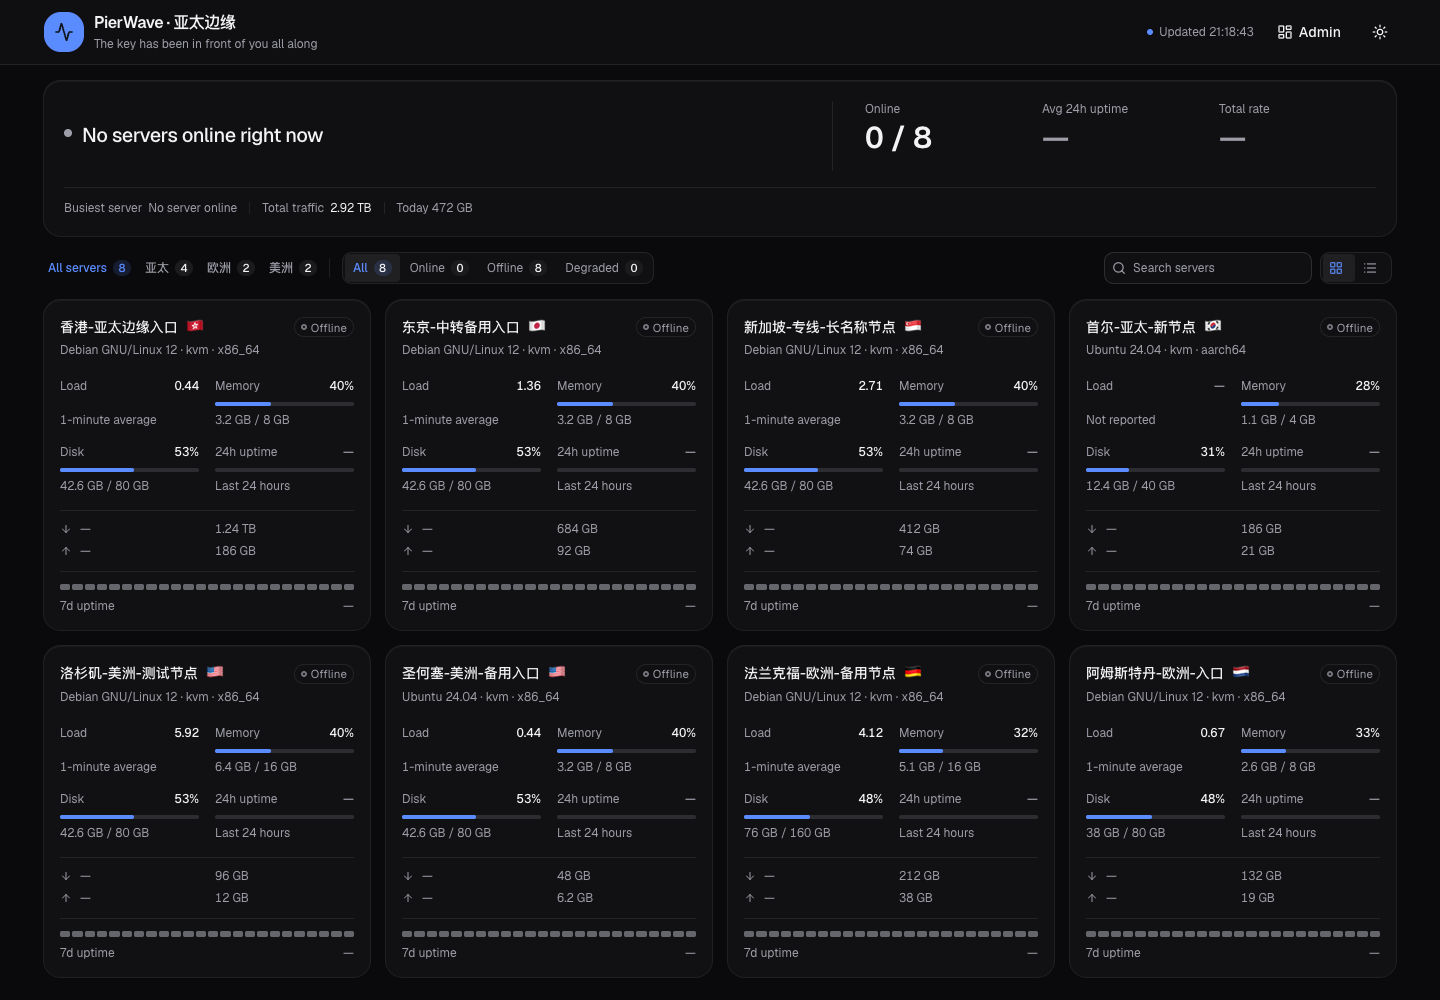 PierWave · 亚太边缘
The key has been in front of you all along
Updated 21:18:43
Admin
No servers online right now
Online
0 / 8
Avg 24h uptime
—
Total rate
—
Busiest server No server online
Total traffic 2.92 TB
Today 472 GB
All servers 8
亚太 4
欧洲 2
美洲 2
All 8
Online 0
Offline 8
Degraded 0
Search servers
香港-亚太边缘入口
Offline
Debian GNU/Linux 12 · kvm · x86_64
Load 0.44
1-minute average
Memory 40%
3.2 GB / 8 GB
Disk 53%
42.6 GB / 80 GB
24h uptime —
Last 24 hours
↓ — 1.24 TB
↑ — 186 GB
7d uptime —
东京-中转备用入口
Offline
Debian GNU/Linux 12 · kvm · x86_64
Load 1.36
1-minute average
Memory 40%
3.2 GB / 8 GB
Disk 53%
42.6 GB / 80 GB
24h uptime —
Last 24 hours
↓ — 684 GB
↑ — 92 GB
7d uptime —
新加坡-专线-长名称节点
Offline
Debian GNU/Linux 12 · kvm · x86_64
Load 2.71
1-minute average
Memory 40%
3.2 GB / 8 GB
Disk 53%
42.6 GB / 80 GB
24h uptime —
Last 24 hours
↓ — 412 GB
↑ — 74 GB
7d uptime —
首尔-亚太-新节点
Offline
Ubuntu 24.04 · kvm · aarch64
Load —
Not reported
Memory 28%
1.1 GB / 4 GB
Disk 31%
12.4 GB / 40 GB
24h uptime —
Last 24 hours
↓ — 186 GB
↑ — 21 GB
7d uptime —
洛杉矶-美洲-测试节点
Offline
Debian GNU/Linux 12 · kvm · x86_64
Load 5.92
1-minute average
Memory 40%
6.4 GB / 16 GB
Disk 53%
42.6 GB / 80 GB
24h uptime —
Last 24 hours
↓ — 96 GB
↑ — 12 GB
7d uptime —
圣何塞-美洲-备用入口
Offline
Ubuntu 24.04 · kvm · x86_64
Load 0.44
1-minute average
Memory 40%
3.2 GB / 8 GB
Disk 53%
42.6 GB / 80 GB
24h uptime —
Last 24 hours
↓ — 48 GB
↑ — 6.2 GB
7d uptime —
法兰克福-欧洲-备用节点
Offline
Debian GNU/Linux 12 · kvm · x86_64
Load 4.12
1-minute average
Memory 32%
5.1 GB / 16 GB
Disk 48%
76 GB / 160 GB
24h uptime —
Last 24 hours
↓ — 212 GB
↑ — 38 GB
7d uptime —
阿姆斯特丹-欧洲-入口
Offline
Debian GNU/Linux 12 · kvm · x86_64
Load 0.67
1-minute average
Memory 33%
2.6 GB / 8 GB
Disk 48%
38 GB / 80 GB
24h uptime —
Last 24 hours
↓ — 132 GB
↑ — 19 GB
7d uptime —